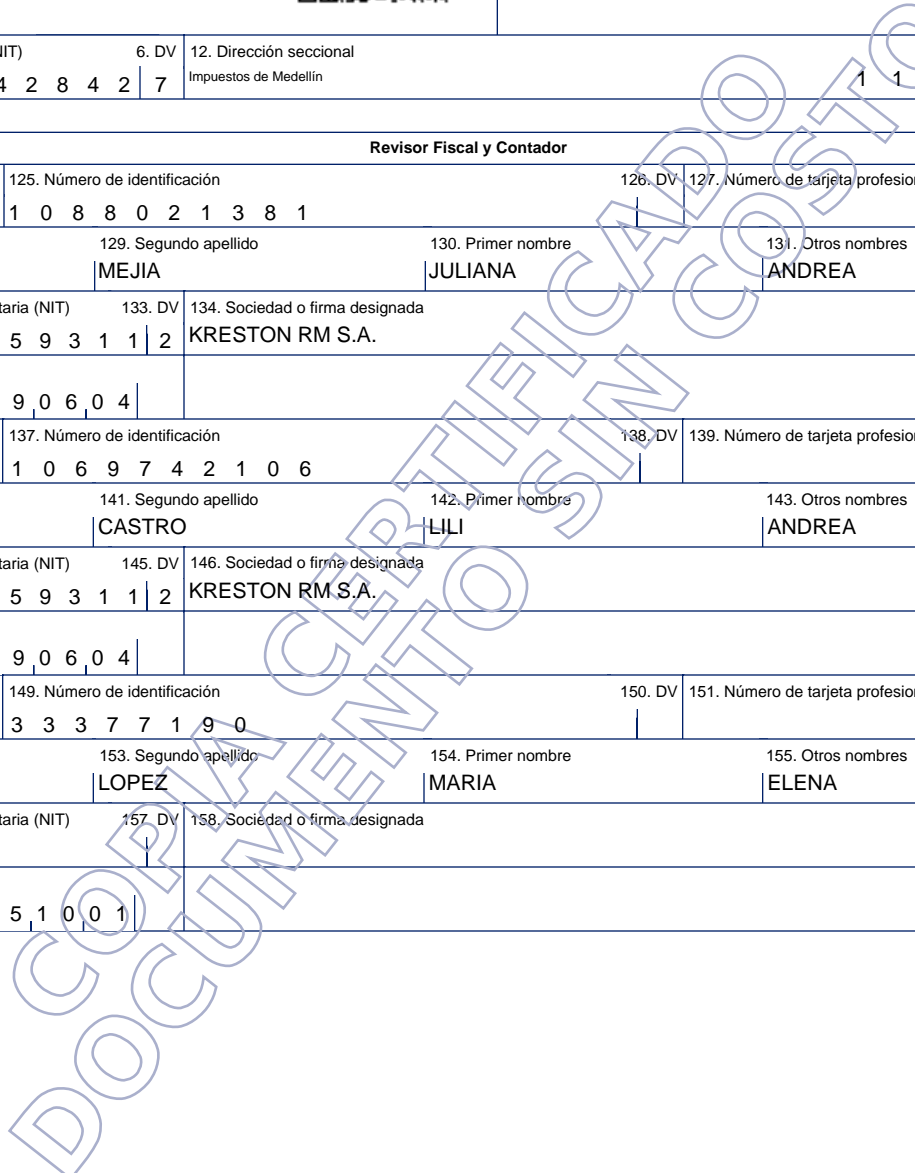 IT) 6. DV 12. Dirección seccional
4 2 8 4 2 7 Impuestos de Medellín 1 1
Revisor Fiscal y Contador
125. Número de identificación 126. DV 127. Número de tarjeta profesion
1 0 8 8 0 2 1 3 8 1
129. Segundo apellido 130. Primer nombre 131. Otros nombres
MEJIA JULIANA ANDREA
taria (NIT) 133. DV 134. Sociedad o firma designada
5 9 3 1 1 2 KRESTON RM S.A.
9 0 6 0 4
137. Número de identificación 138. DV 139. Número de tarjeta profesion
1 0 6 9 7 4 2 1 0 6
141. Segundo apellido 142. Primer nombre 143. Otros nombres
CASTRO LILI ANDREA
taria (NIT) 145. DV 146. Sociedad o firma designada
5 9 3 1 1 2 KRESTON RM S.A.
9 0 6 0 4
149. Número de identificación 150. DV 151. Número de tarjeta profesion
3 3 3 7 7 1 9 0
153. Segundo apellido 154. Primer nombre 155. Otros nombres
LOPEZ MARIA ELENA
taria (NIT) 157. DV 158. Sociedad o firma designada
5 1 0 0 1
COPIA CERTIFICADO
DOCUMENTO SIN COSTO